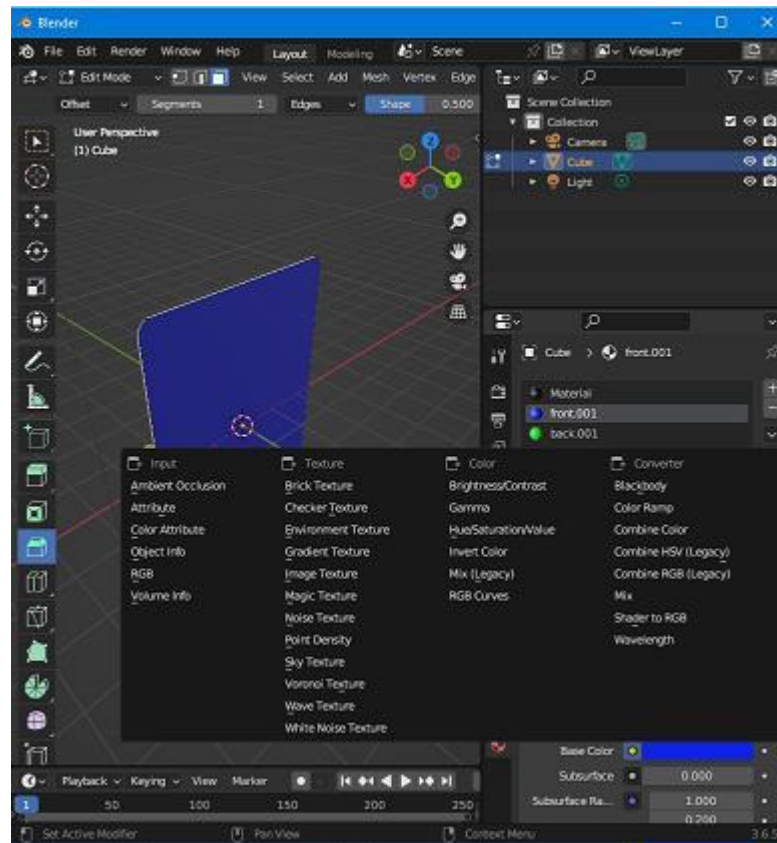 Blender
File Edit Render Window Help Layout Modeling Scene ViewLayer
Edit Mode View Select Add Mesh Vertex Edge
Offset Segments 1 Edges Shape 0.500
User Perspective
(1) Cube
Z
X
Y
Scene Collection
Collection
Camera
Cube
Light
Cube > front.001
Material
front.001
back.001
Input
Ambient Occlusion
Attribute
Color Attribute
Object Info
RGB
Volume Info
Texture
Brick Texture
Checker Texture
Environment Texture
Gradient Texture
Image Texture
Magic Texture
Noise Texture
Point Density
Sky Texture
Voronoi Texture
Wave Texture
White Noise Texture
Color
Brightness/Contrast
Gamma
Hue/Saturation/Value
Invert Color
Mix (Legacy)
RGB Curves
Converter
Blackbody
Color Ramp
Combine Color
Combine HSV (Legacy)
Combine RGB (Legacy)
Mix
Shader to RGB
Wavelength
Base Color
Subsurface 0.000
Subsurface Ra... 1.000
0.200
Playback Keying View Marker
1 50 100 150 200 250
Set Active Modifier Pan View Context Menu 3.6.5